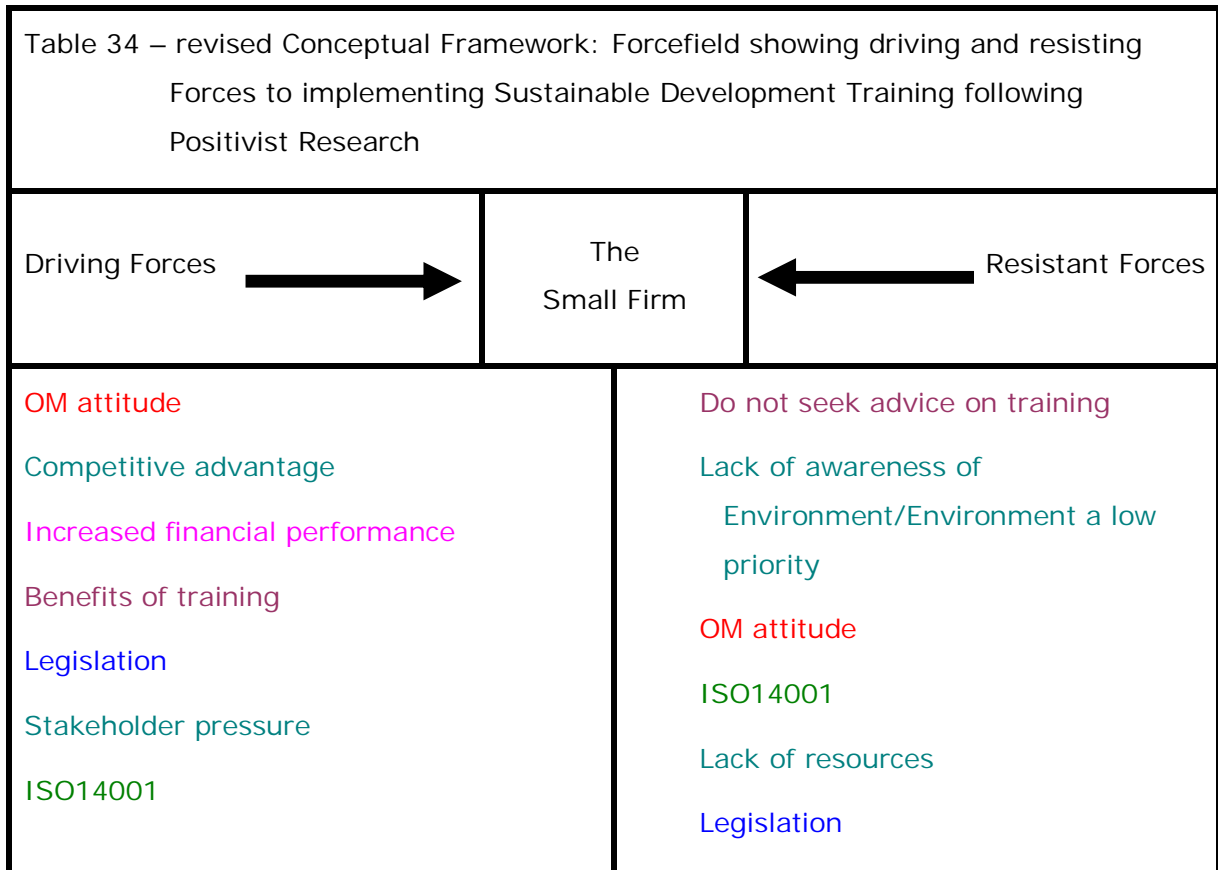 Table 34 – revised Conceptual Framework: Forcefield showing driving and resisting
Forces to implementing Sustainable Development Training following
Positivist Research
Driving Forces
The
Small Firm
Resistant Forces
OM attitude
Competitive advantage
Increased financial performance
Benefits of training
Legislation
Stakeholder pressure
ISO14001
Do not seek advice on training
Lack of awareness of
Environment/Environment a low
priority
OM attitude
ISO14001
Lack of resources
Legislation